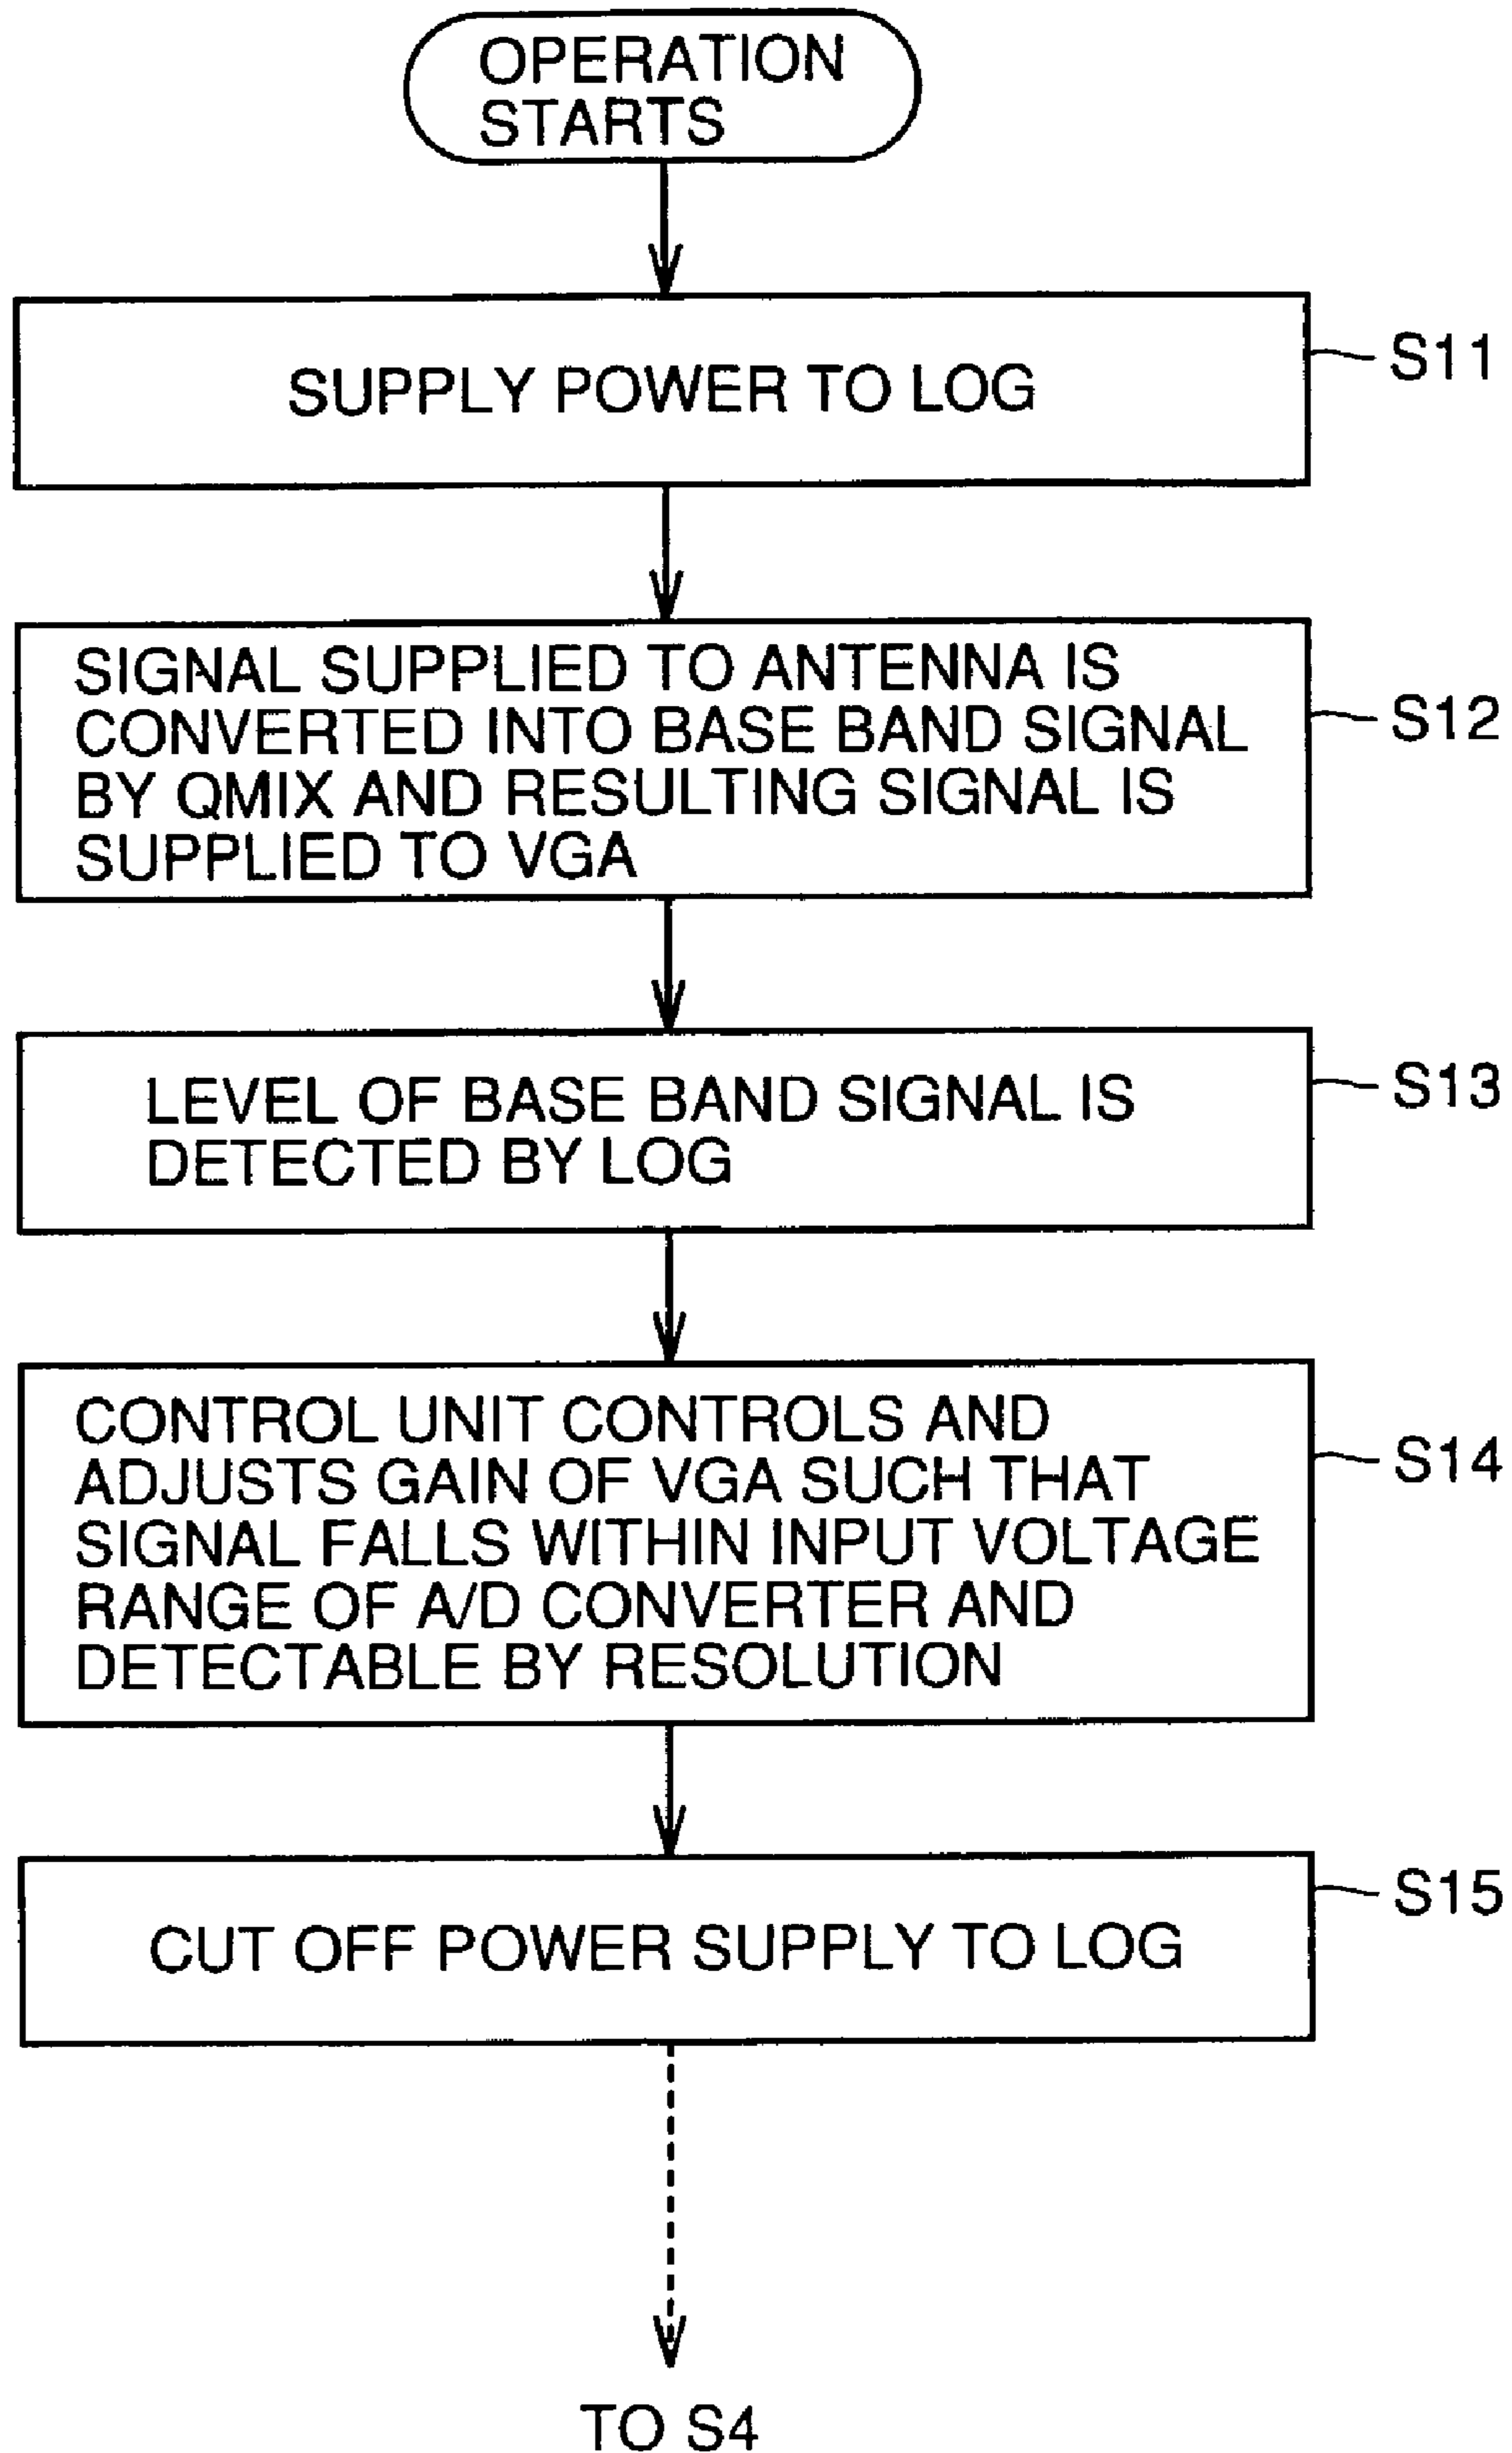 OPERATION
STARTS
SUPPLY POWER TO LOG
S11
SIGNAL SUPPLIED TO ANTENNA IS
CONVERTED INTO BASE BAND SIGNAL
BY QMIX AND RESULTING SIGNAL IS
SUPPLIED TO VGA
S12
LEVEL OF BASE BAND SIGNAL IS
DETECTED BY LOG
S13
CONTROL UNIT CONTROLS AND
ADJUSTS GAIN OF VGA SUCH THAT
SIGNAL FALLS WITHIN INPUT VOLTAGE
RANGE OF A/D CONVERTER AND
DETECTABLE BY RESOLUTION
S14
CUT OFF POWER SUPPLY TO LOG
S15
TO S4